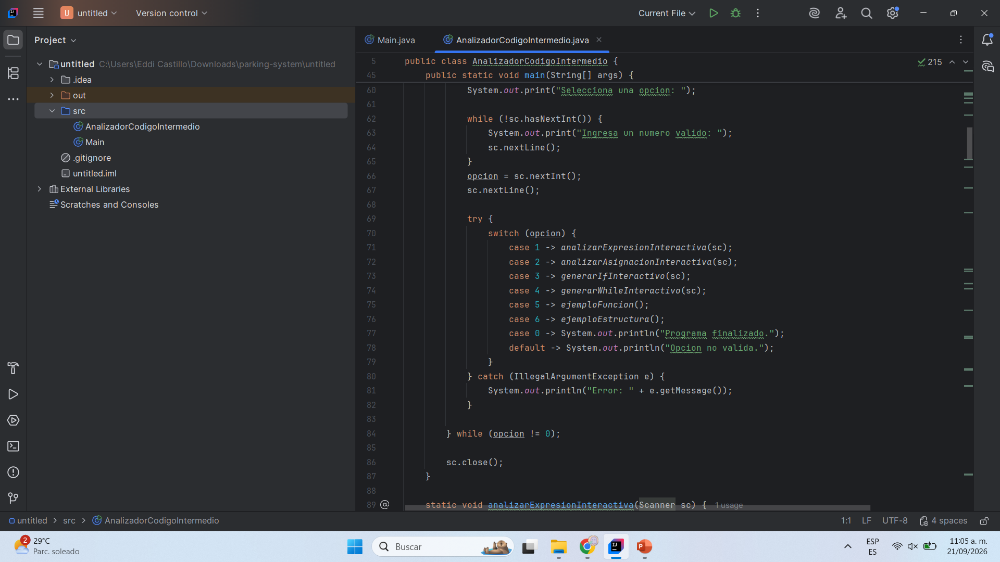 U untitled Version control Current File
Project
untitled C:\Users\Eddi Castillo\Downloads\parking-system\untitled
.idea
out
src
AnalizadorCodigoIntermedio
Main
.gitignore
untitled.iml
External Libraries
Scratches and Consoles
Main.java AnalizadorCodigoIntermedio.java
215
5 public class AnalizadorCodigoIntermedio {
45 public static void main(String[] args) {
60 System.out.print("Selecciona una opcion: ");
61
62 while (!sc.hasNextInt()) {
63 System.out.print("Ingresa un numero valido: ");
64 sc.nextLine();
65 }
66 opcion = sc.nextInt();
67 sc.nextLine();
68
69 try {
70 switch (opcion) {
71 case 1 -> analizarExpresionInteractiva(sc);
72 case 2 -> analizarAsignacionInteractiva(sc);
73 case 3 -> generarIfInteractivo(sc);
74 case 4 -> generarWhileInteractivo(sc);
75 case 5 -> ejemploFuncion();
76 case 6 -> ejemploEstructura();
77 case 0 -> System.out.println("Programa finalizado.");
78 default -> System.out.println("Opcion no valida.");
79 }
80 } catch (IllegalArgumentException e) {
81 System.out.println("Error: " + e.getMessage());
82 }
83
84 } while (opcion != 0);
85
86 sc.close();
87 }
88
89 static void analizarExpresionInteractiva(Scanner sc) { 1 usage
untitled > src > AnalizadorCodigoIntermedio
1:1 LF UTF-8 4 spaces
2 29°C
Parc. soleado
Buscar
ESP
ES
11:05 a. m.
21/09/2026